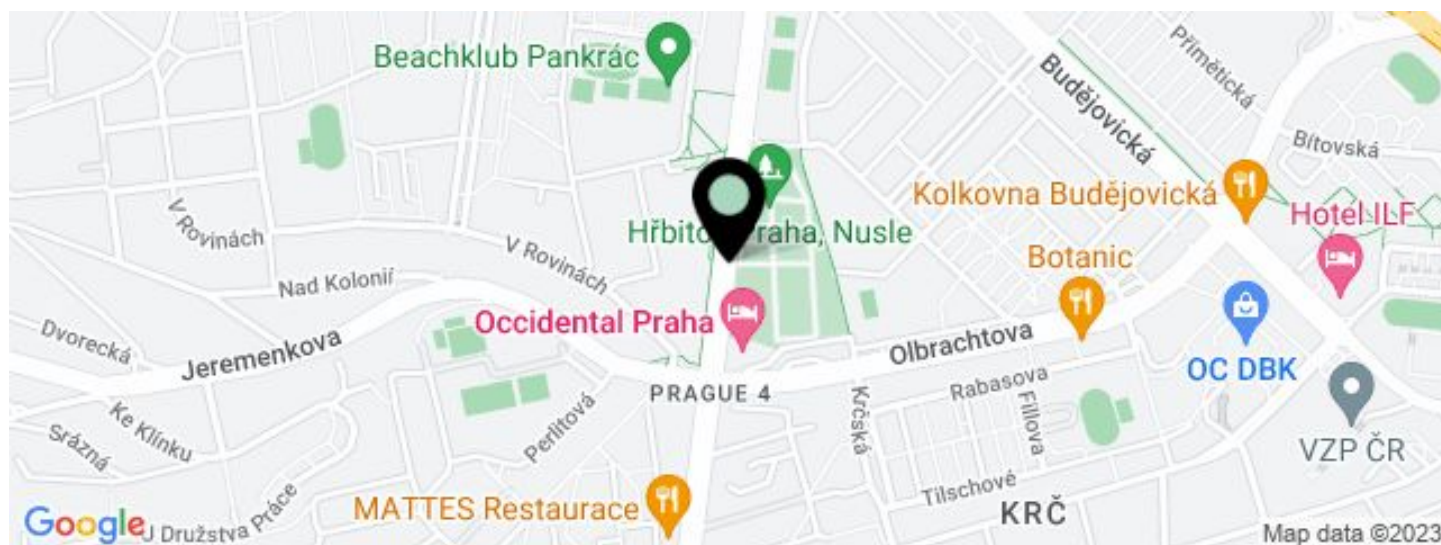 Beachklub Pankrác
Přímětická
Budějovická
Bítovská
Kolkovna Budějovická
V Rovinách
Hotel ILF
Hřbitov Praha, Nusle
V Rovinách
Botanic
Nad Kolonií
Dvorecká
Occidental Praha
Jeremenkova
Olbrachtova
OC DBK
PRAGUE 4
Rabasova
Ke Klínku
Srázná
Perlitová
Krčská
Fillova
VZP ČR
Tilschové
MATTES Restaurace
KRČ
Google
U Družstva Práce
Map data ©2023